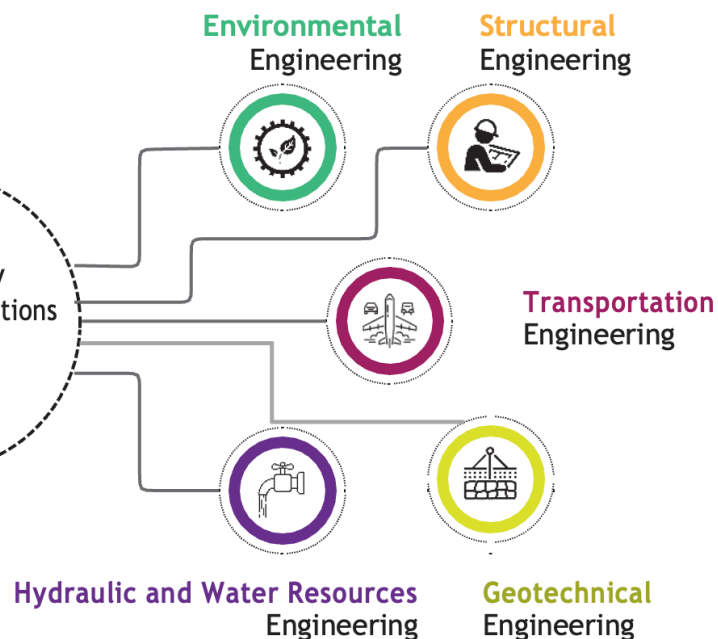 Environmental
Engineering
Structural
Engineering
tions
Transportation
Engineering
Hydraulic and Water Resources
Engineering
Geotechnical
Engineering